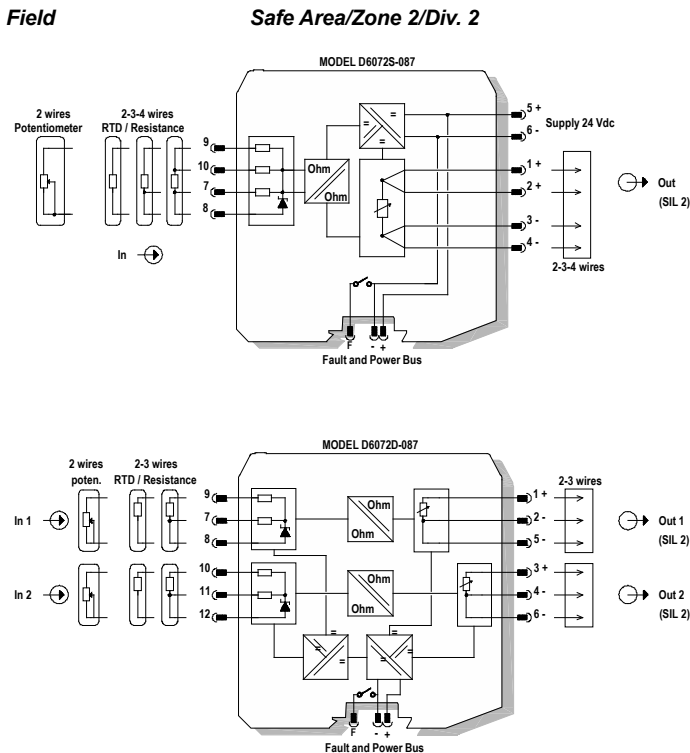 Field Safe Area/Zone 2/Div. 2
MODEL D6072S-087
2 wires
Potentiometer
2-3-4 wires
RTD / Resistance
9
10
7
8
In
Ohm
Ohm
=
=
=
5 +
6 -
Supply 24 Vdc
1 +
2 +
3 -
4 -
2-3-4 wires
Out
(SIL 2)
F - +
Fault and Power Bus
MODEL D6072D-087
2 wires
poten.
2-3 wires
RTD / Resistance
In 1
9
7
8
In 2
10
11
12
Ohm
Ohm
Ohm
Ohm
=
=
=
=
=
=
2-3 wires
1 +
2 -
5 -
Out 1
(SIL 2)
3 +
4 -
6 -
Out 2
(SIL 2)
F - +
Fault and Power Bus